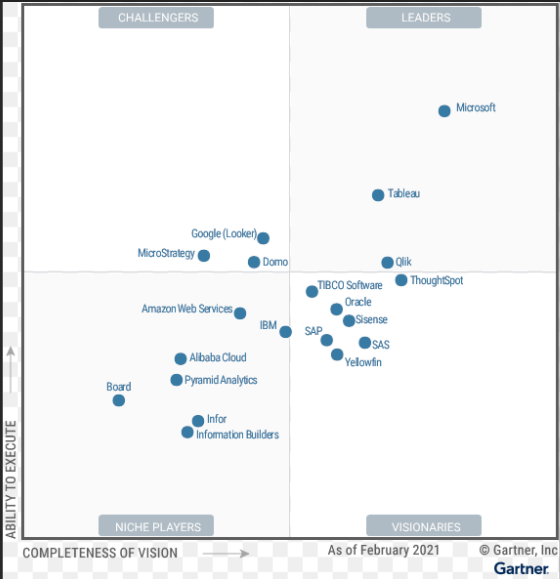 CHALLENGERS
LEADERS
Microsoft
Tableau
Google (Looker)
MicroStrategy
Domo
Qlik
ThoughtSpot
TIBCO Software
Oracle
Amazon Web Services
Sisense
IBM
SAP
SAS
Yellowfin
Alibaba Cloud
Pyramid Analytics
Board
Infor
Information Builders
ABILITY TO EXECUTE
NICHE PLAYERS
VISIONARIES
COMPLETENESS OF VISION
As of February 2021
© Gartner, Inc
Gartner